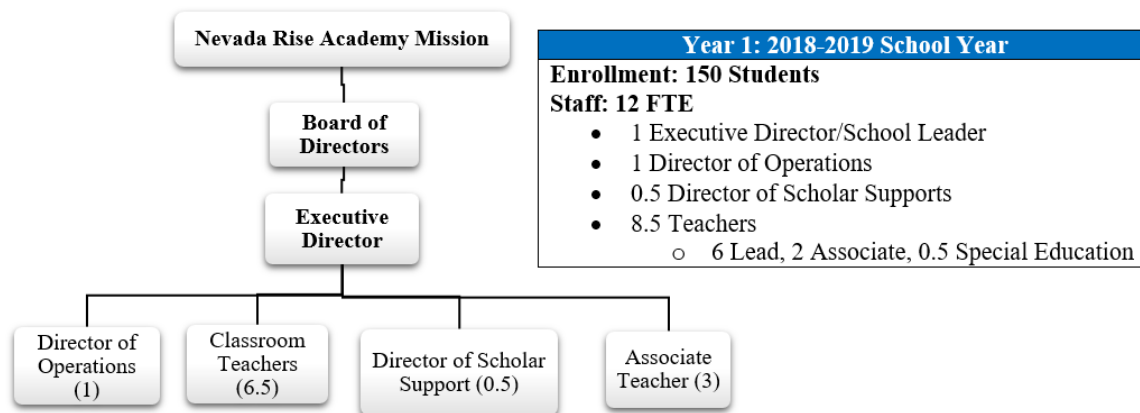 Nevada Rise Academy Mission
Board of
Directors
Executive
Director
Director of
Operations
(1)
Classroom
Teachers
(6.5)
Director of Scholar
Support (0.5)
Associate
Teacher (3)
Year 1: 2018-2019 School Year
Enrollment: 150 Students
Staff: 12 FTE
• 1 Executive Director/School Leader
• 1 Director of Operations
• 0.5 Director of Scholar Supports
• 8.5 Teachers
o 6 Lead, 2 Associate, 0.5 Special Education